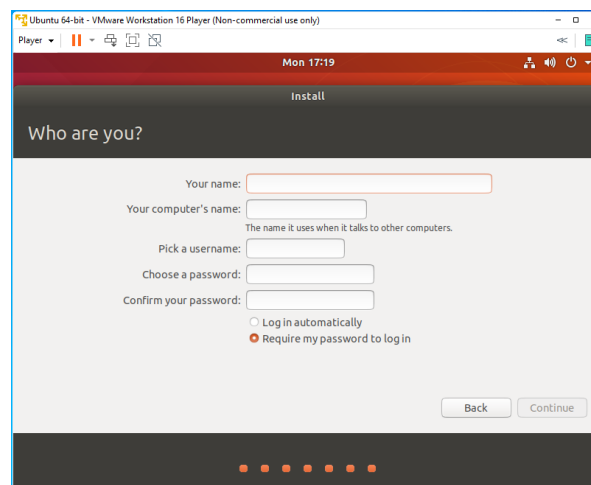 Ubuntu 64-bit - VMware Workstation 16 Player (Non-commercial use only)
Player
Mon 17:19
Install
Who are you?
Your name:
Your computer's name:
The name it uses when it talks to other computers.
Pick a username:
Choose a password:
Confirm your password:
Log in automatically
Require my password to log in
Back Continue